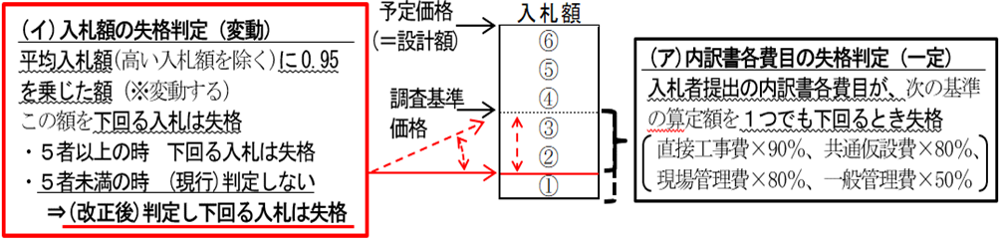 （イ）入札額の失格判定（変動）
平均入札額(高い入札額を除く)に0.95
を乗じた額（※変動する）
この額を下回る入札は失格
・５者以上の時　下回る入札は失格
・５者未満の時　(現行)判定しない
⇒(改正後)判定し下回る入札は失格
予定価格
(＝設計額)
調査基準
価格
入札額
⑥
⑤
④
③
②
①
（ア）内訳書各費目の失格判定（一定）
入札者提出の内訳書各費目が、次の基準
の算定額を１つでも下回るとき失格
直接工事費×90％、共通仮設費×80％、
現場管理費×80％、一般管理費×50％